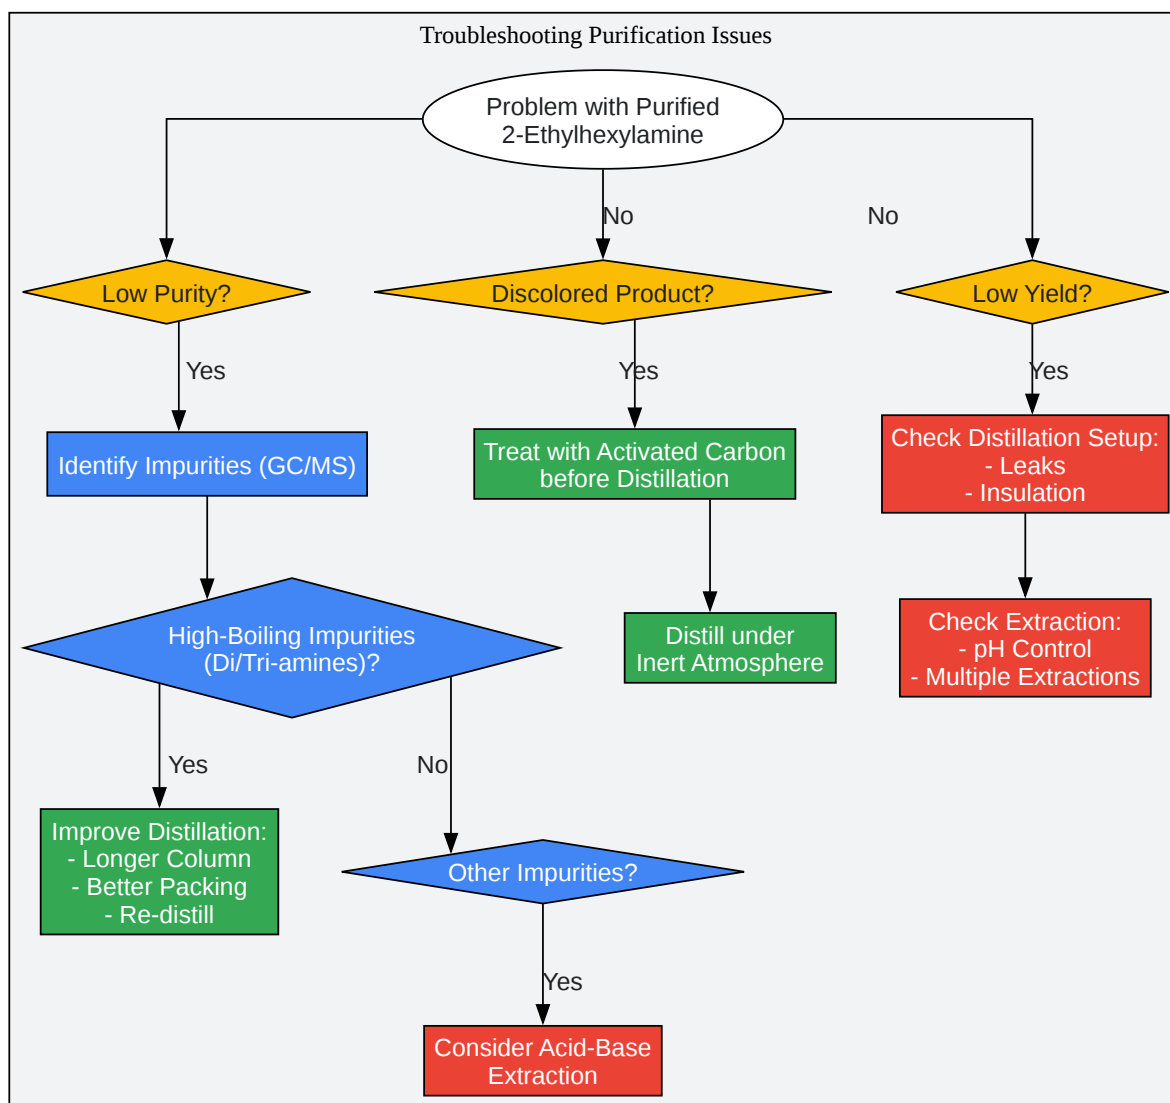 Troubleshooting Purification Issues
Problem with Purified
2-Ethylhexylamine
No
No
Low Purity?
Discolored Product?
Low Yield?
Yes
Yes
Yes
Identify Impurities (GC/MS)
Treat with Activated Carbon
before Distillation
Check Distillation Setup:
- Leaks
- Insulation
High-Boiling Impurities
(Di/Tri-amines)?
Distill under
Inert Atmosphere
Check Extraction:
- pH Control
- Multiple Extractions
Yes
No
Improve Distillation:
- Longer Column
- Better Packing
- Re-distill
Other Impurities?
Yes
Consider Acid-Base
Extraction